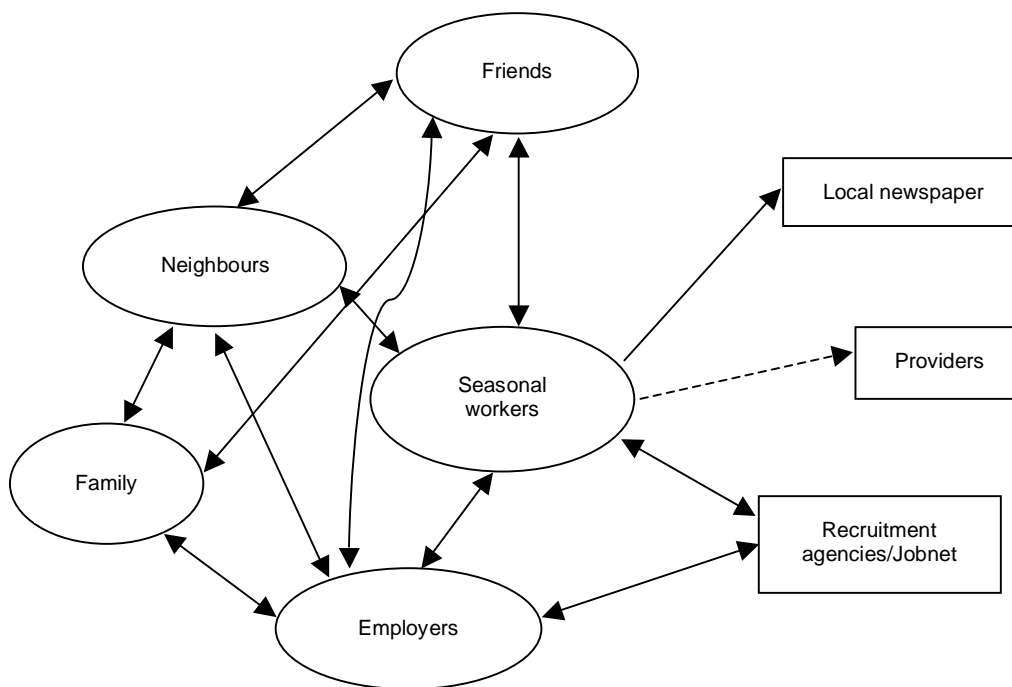 Friends
Local newspaper
Neighbours
Providers
Seasonal
workers
Family
Recruitment
agencies/Jobnet
Employers